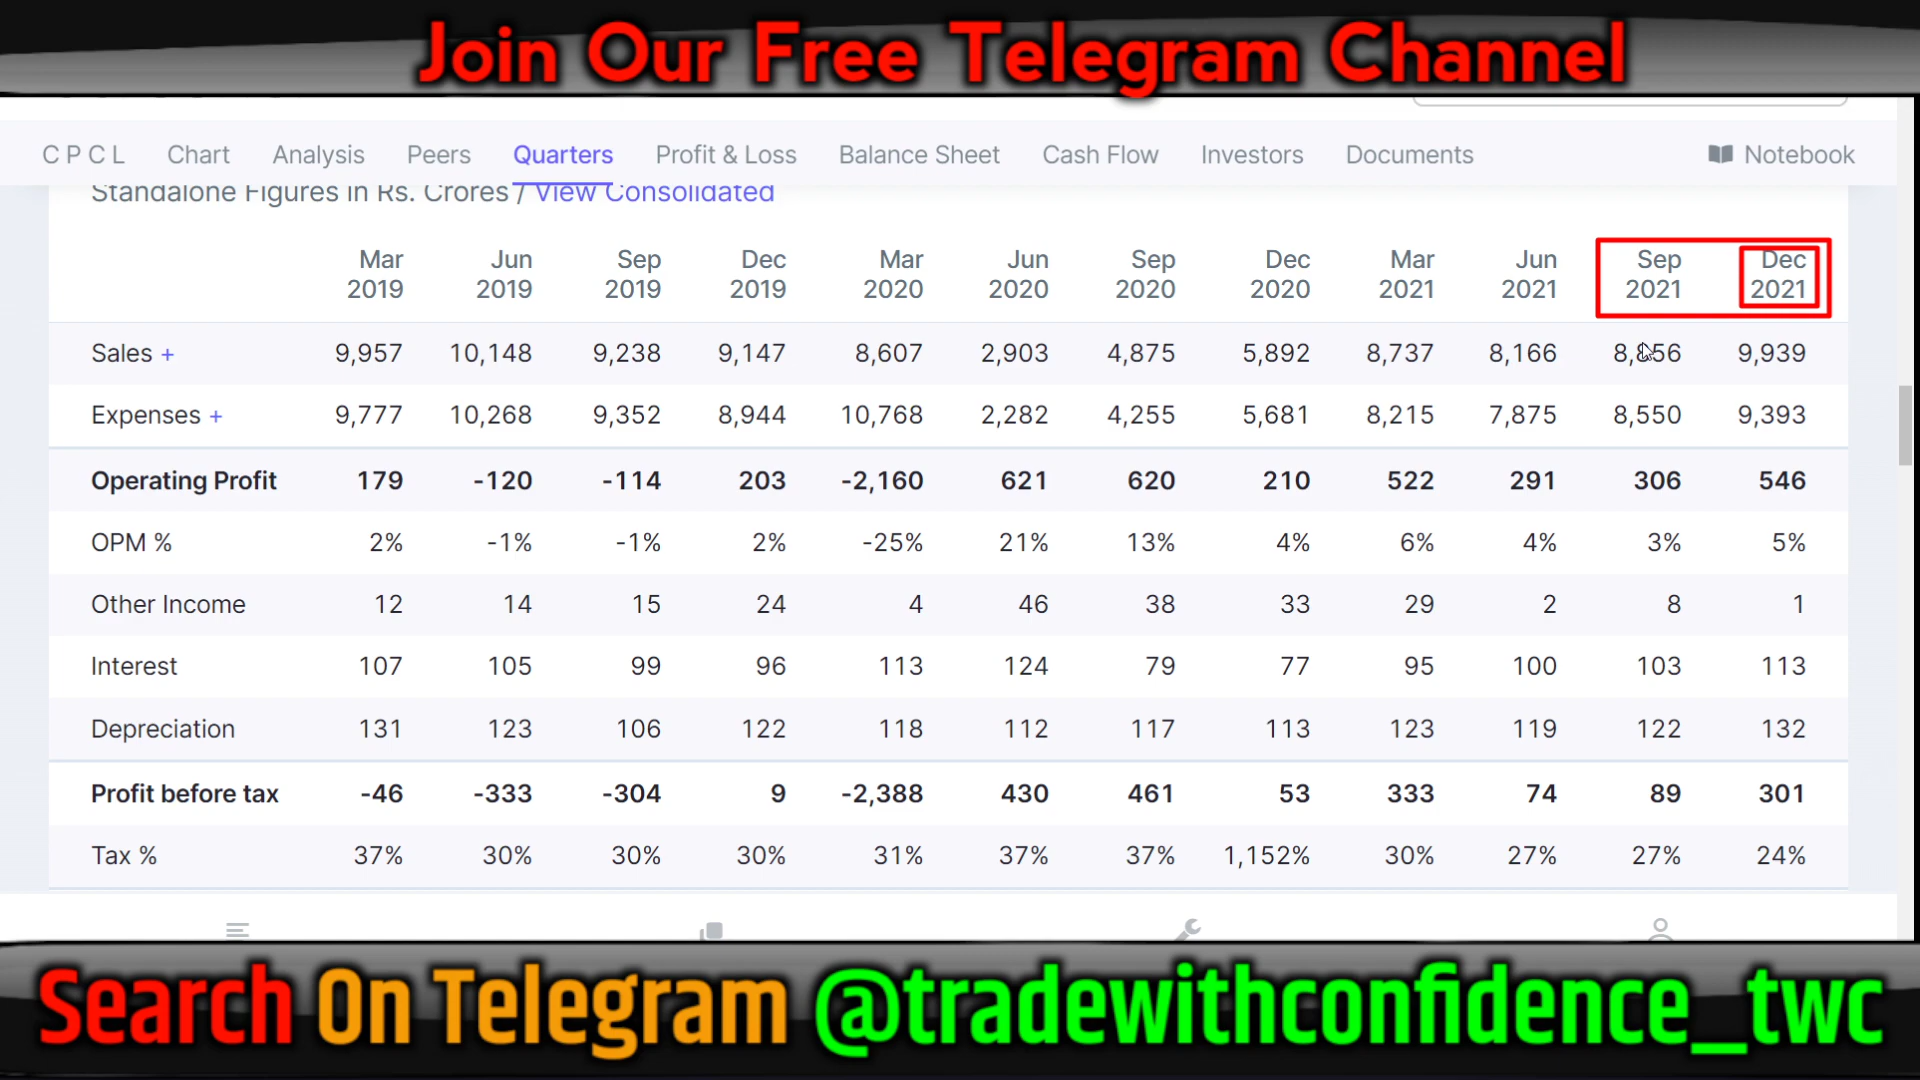 Join Our Free Telegram Channel
C P C L Chart Analysis Peers Quarters Profit & Loss Balance Sheet Cash Flow Investors Documents Notebook
Standalone Figures in Rs. Crores / View Consolidated
Mar 2019 Jun 2019 Sep 2019 Dec 2019 Mar 2020 Jun 2020 Sep 2020 Dec 2020 Mar 2021 Jun 2021 Sep 2021 Dec 2021
Sales + 9,957 10,148 9,238 9,147 8,607 2,903 4,875 5,892 8,737 8,166 8,856 9,939
Expenses + 9,777 10,268 9,352 8,944 10,768 2,282 4,255 5,681 8,215 7,875 8,550 9,393
Operating Profit 179 -120 -114 203 -2,160 621 620 210 522 291 306 546
OPM % 2% -1% -1% 2% -25% 21% 13% 4% 6% 4% 3% 5%
Other Income 12 14 15 24 4 46 38 33 29 2 8 1
Interest 107 105 99 96 113 124 79 77 95 100 103 113
Depreciation 131 123 106 122 118 112 117 113 123 119 122 132
Profit before tax -46 -333 -304 9 -2,388 430 461 53 333 74 89 301
Tax % 37% 30% 30% 30% 31% 37% 37% 1,152% 30% 27% 27% 24%
Search On Telegram @tradewithconfidence_twc